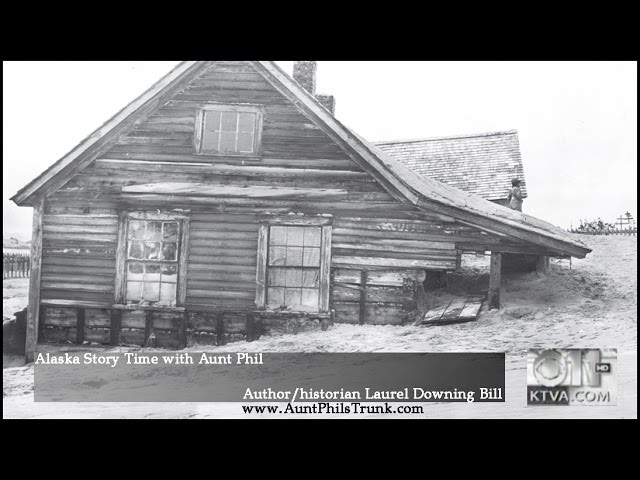 Alaska Story Time with Aunt Phil
Author/historian Laurel Downing Bill
www.AuntPhilsTrunk.com
HD
KTVA.COM